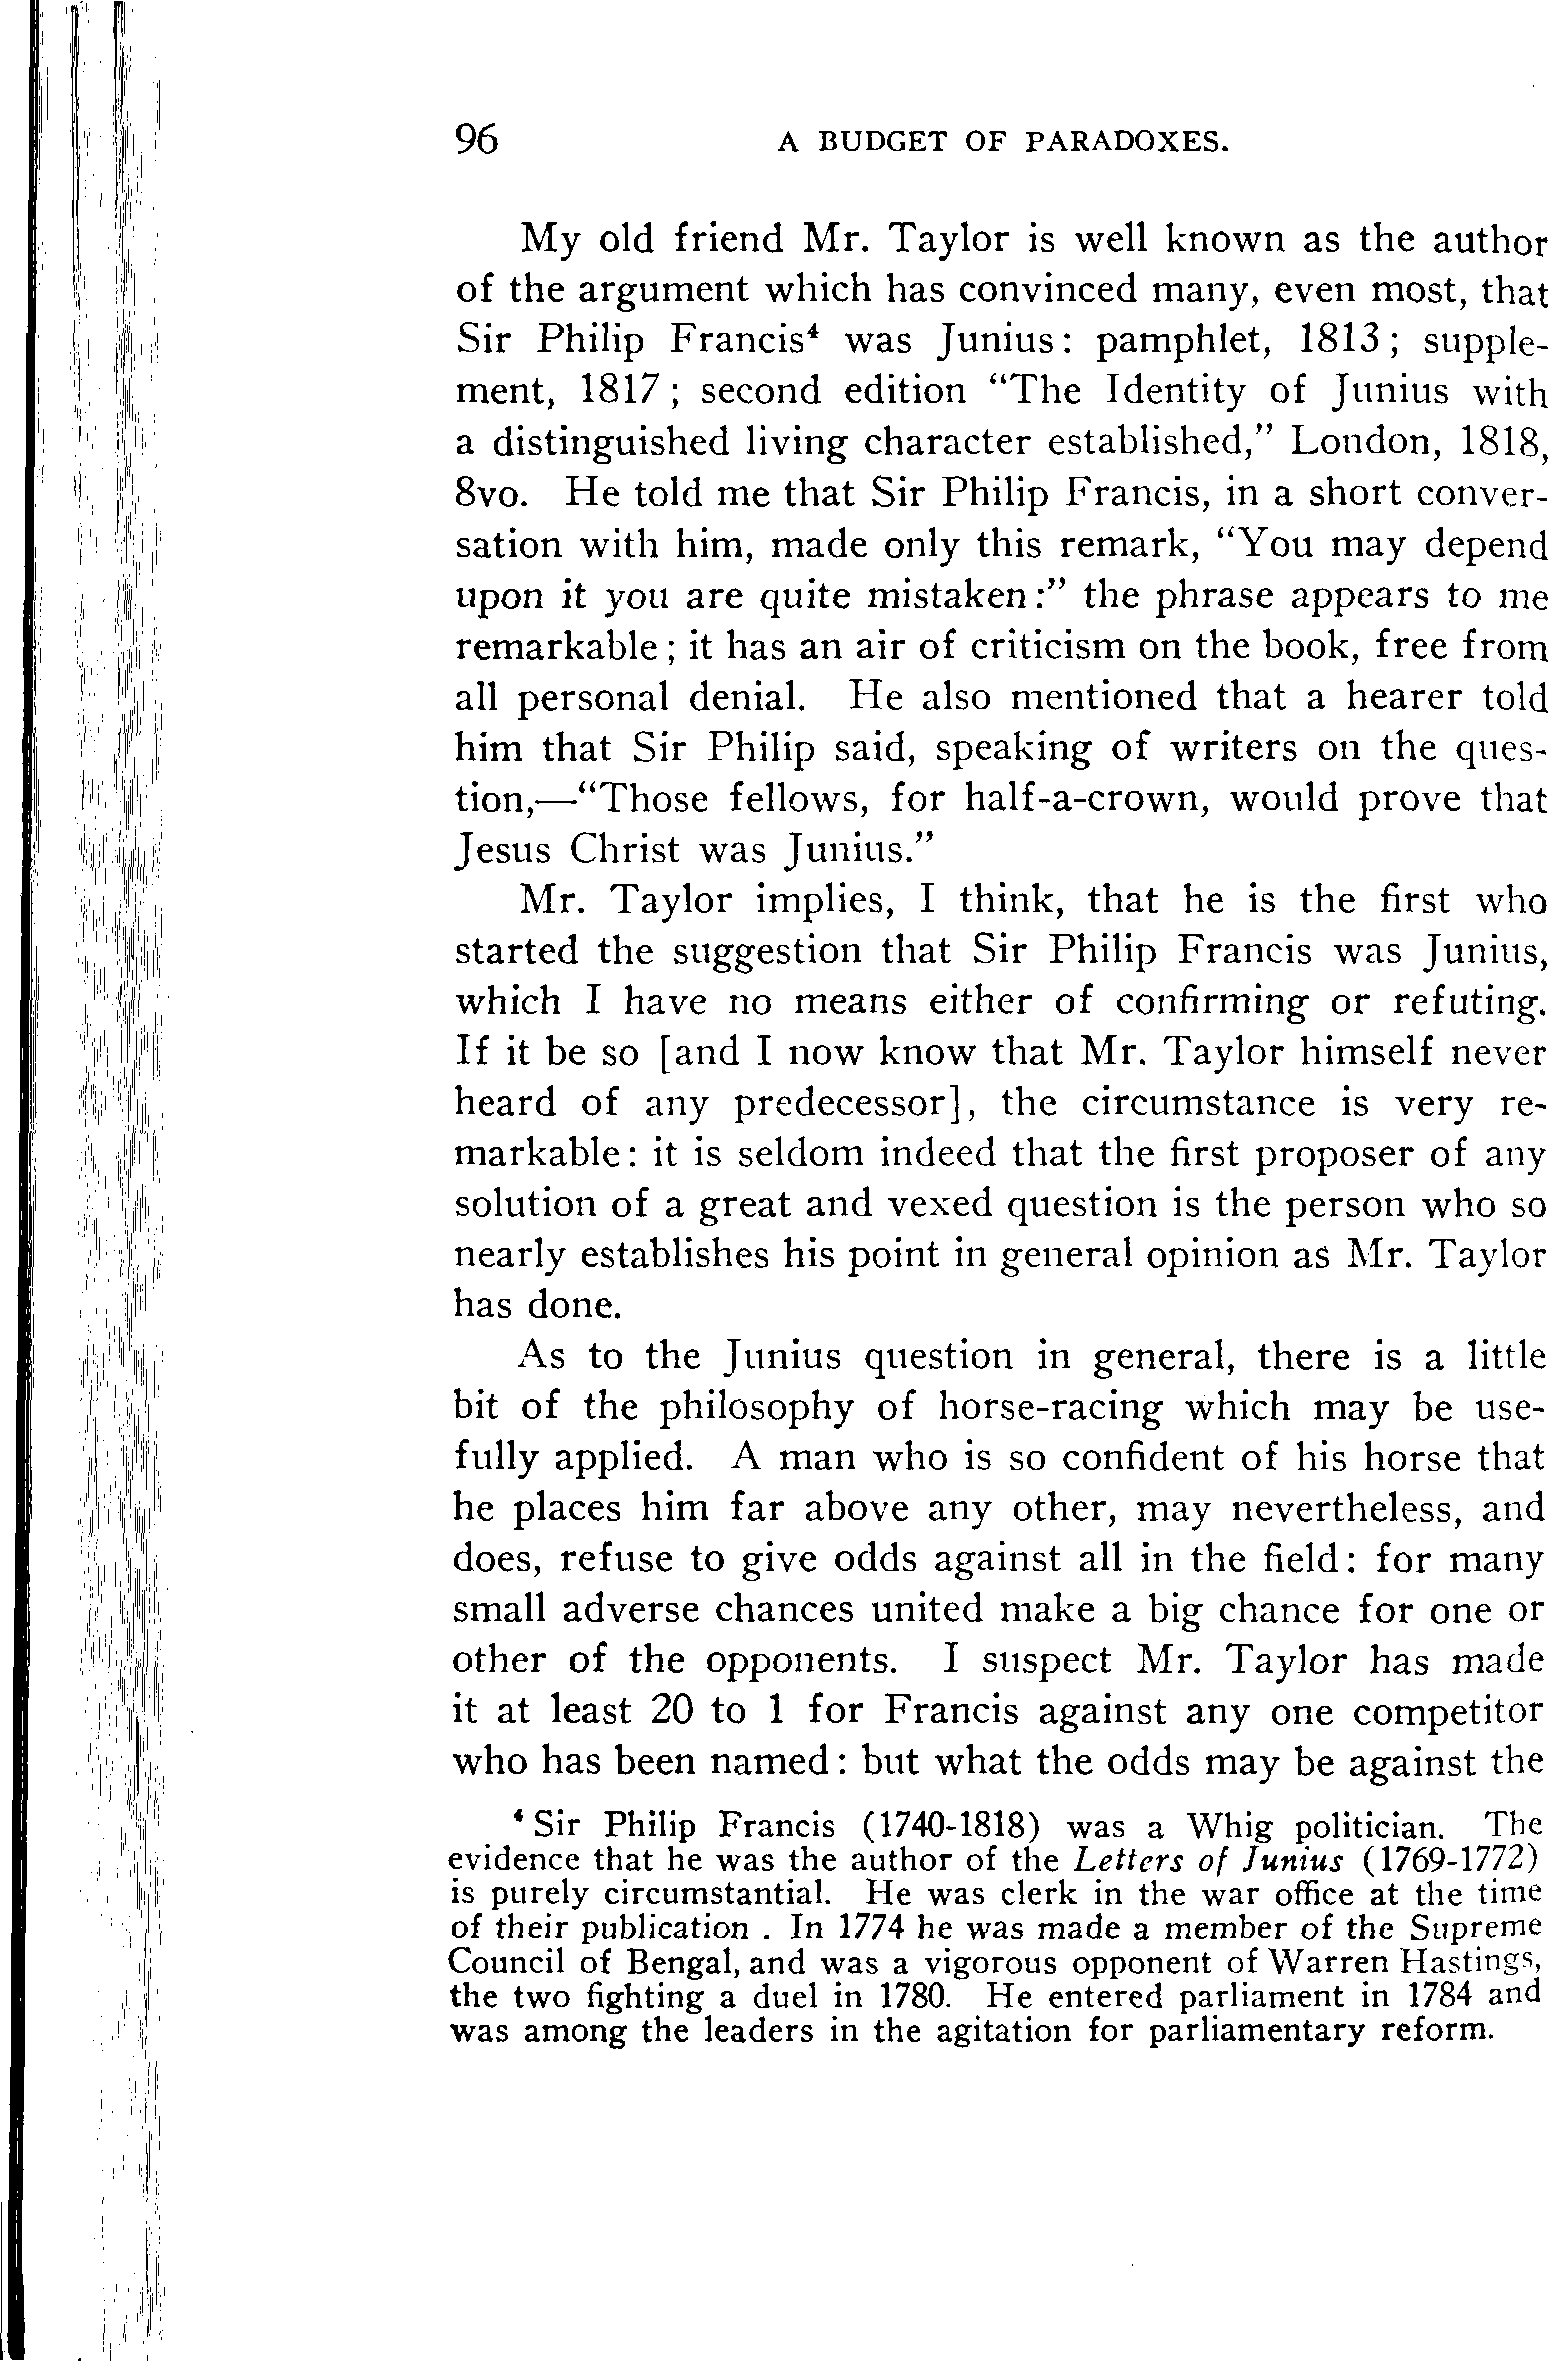 96 A BUDGET OF PARADOXES.
My old friend Mr. Taylor is well known as the author
of the argument which has convinced many, even most, that
Sir Philip Francis⁴ was Junius: pamphlet, 1813; supple-
ment, 1817; second edition “The Identity of Junius with
a distinguished living character established,” London, 1818,
8vo. He told me that Sir Philip Francis, in a short conver-
sation with him, made only this remark, “You may depend
upon it you are quite mistaken:” the phrase appears to me
remarkable; it has an air of criticism on the book, free from
all personal denial. He also mentioned that a hearer told
him that Sir Philip said, speaking of writers on the ques-
tion,—“Those fellows, for half-a-crown, would prove that
Jesus Christ was Junius.”
Mr. Taylor implies, I think, that he is the first who
started the suggestion that Sir Philip Francis was Junius,
which I have no means either of confirming or refuting.
If it be so [and I now know that Mr. Taylor himself never
heard of any predecessor], the circumstance is very re-
markable: it is seldom indeed that the first proposer of any
solution of a great and vexed question is the person who so
nearly establishes his point in general opinion as Mr. Taylor
has done.
As to the Junius question in general, there is a little
bit of the philosophy of horse-racing which may be use-
fully applied. A man who is so confident of his horse that
he places him far above any other, may nevertheless, and
does, refuse to give odds against all in the field: for many
small adverse chances united make a big chance for one or
other of the opponents. I suspect Mr. Taylor has made
it at least 20 to 1 for Francis against any one competitor
who has been named: but what the odds may be against the
⁴ Sir Philip Francis (1740-1818) was a Whig politician. The
evidence that he was the author of the Letters of Junius (1769-1772)
is purely circumstantial. He was clerk in the war office at the time
of their publication . In 1774 he was made a member of the Supreme
Council of Bengal, and was a vigorous opponent of Warren Hastings,
the two fighting a duel in 1780. He entered parliament in 1784 and
was among the leaders in the agitation for parliamentary reform.